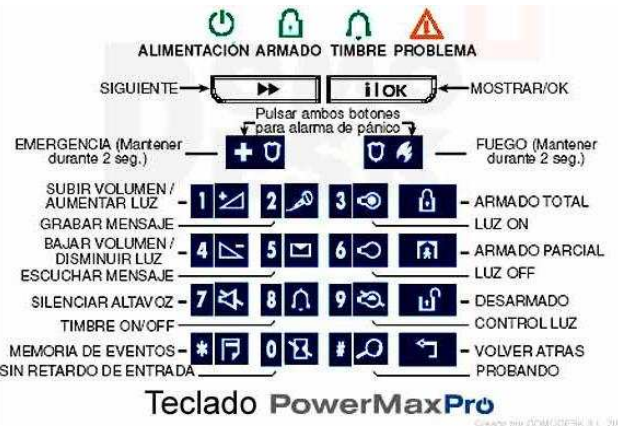 ALIMENTACIÓN ARMADO TIMBRE PROBLEMA
SIGUIENTE
i|OK
MOSTRAR/OK
Pulsar ambos botones
para alarma de pánico
EMERGENCIA (Mantener
durante 2 seg.)
FUEGO (Mantener
durante 2 seg.)
SUBIR VOLUMEN /
AUMENTAR LUZ
1 2 3
ARMADO TOTAL
GRABAR MENSAJE
LUZ ON
BAJAR VOLUMEN /
DISMINUIR LUZ
4 5 6
ARMADO PARCIAL
ESCUCHAR MENSAJE
LUZ OFF
SILENCIAR ALTAVOZ
7 8 9
DESARMADO
TIMBRE ON/OFF
CONTROL LUZ
MEMORIA DE EVENTOS
* 0 #
VOLVER ATRAS
SIN RETARDO DE ENTRADA
PROBANDO
Teclado PowerMaxPro